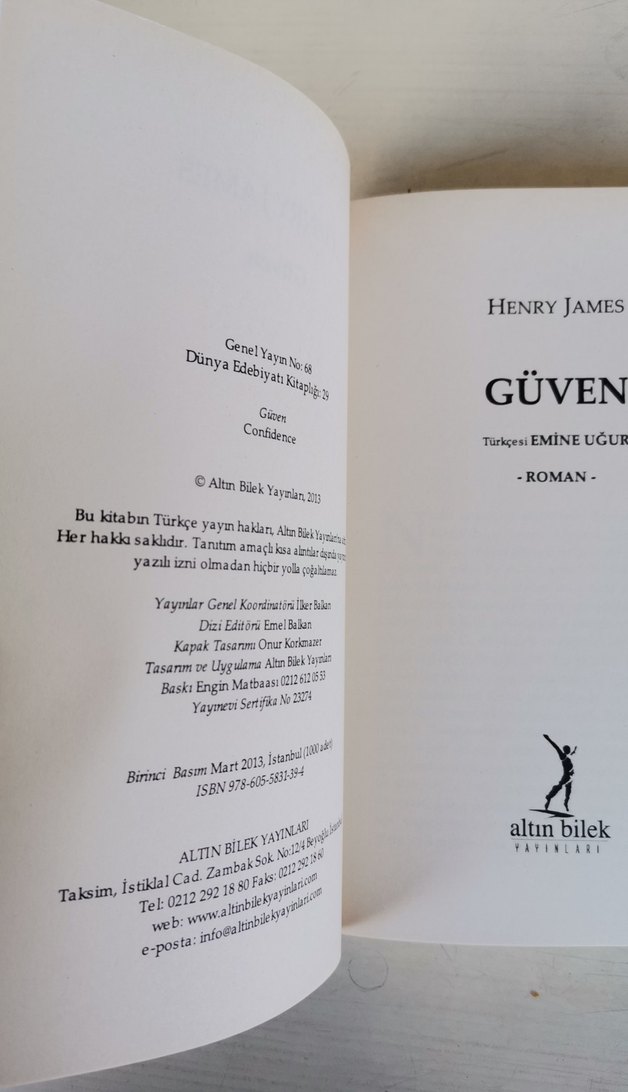 Genel Yayın No: 68
Dünya Edebiyatı Kitaplığı: 29
Güven
Confidence
© Altın Bilek Yayınları, 2013
Bu kitabın Türkçe yayın hakları, Altın Bilek
Her hakkı saklıdır. Tanıtım amaçlı kısa alıntılar dışında
yazılı izni olmadan hiçbir yolla çoğaltılamaz.
Yayınlar Genel Koordinatörü İlker Balkan
Dizi Editörü Emel Balkan
Kapak Tasarımı Onur Korkmazer
Tasarım ve Uygulama Altın Bilek Yayınları
Baskı Engin Matbaası 0212 612 05 53
Yayınevi Sertifika No 23274
Birinci Basım Mart 2013, İstanbul (1000 adet)
ISBN 978-605-5831-39-4
ALTIN BİLEK YAYINLARI
Taksim, İstiklal Cad. Zambak Sok. No:12/4 Beyoğlu,
Tel: 0212 292 18 80 Faks: 0212 292 18 60
web: www.altinbilekyayinlari.com
e-posta: info@altinbilekyayinlari.com
HENRY JAMES
GÜVEN
Türkçesi EMİNE UĞUR
- ROMAN -
altın bilek
YAYINLARI